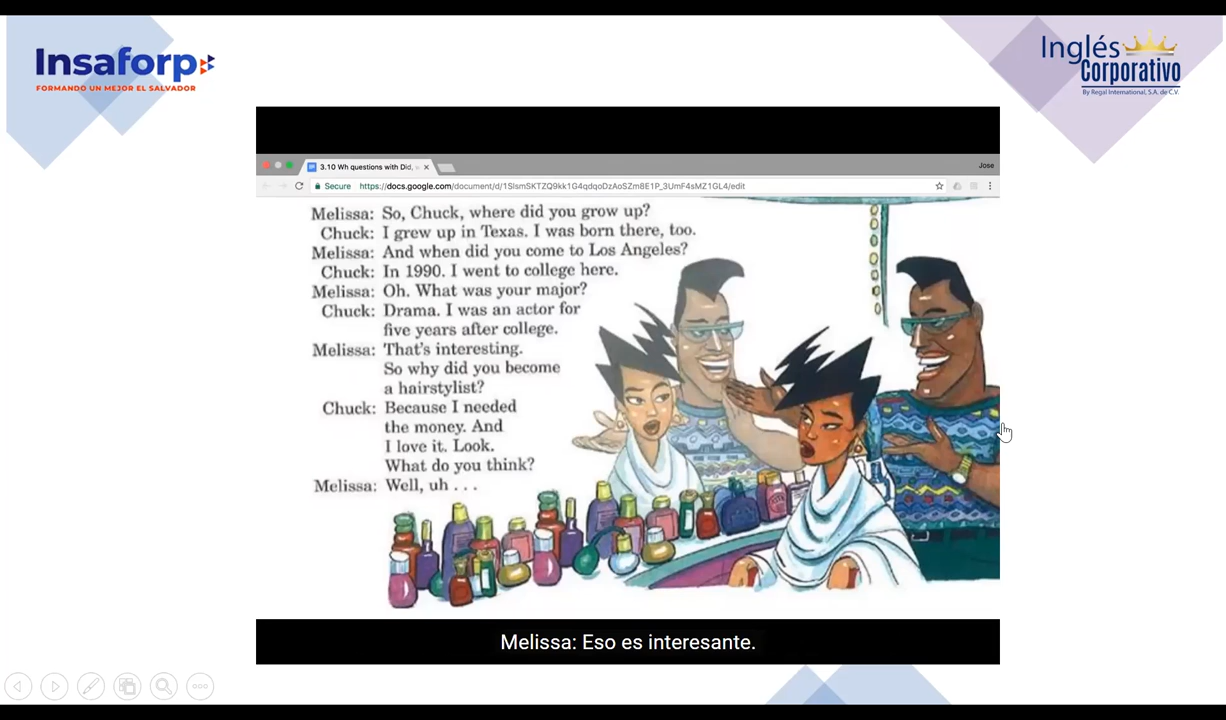 Insaforp
FORMANDO UN MEJOR EL SALVADOR
Inglés
Corporativo
By Regal International, S.A. de C.V.
3.10 Wh questions with Did, w
Jose
Secure https://docs.google.com/document/d/1SlsmSKTZQ9kk1G4qdqoDzAoSZm8E1P_3UmF4sMZ1GL4/edit
Melissa: So, Chuck, where did you grow up?
Chuck: I grew up in Texas. I was born there, too.
Melissa: And when did you come to Los Angeles?
Chuck: In 1990. I went to college here.
Melissa: Oh. What was your major?
Chuck: Drama. I was an actor for
five years after college.
Melissa: That's interesting.
So why did you become
a hairstylist?
Chuck: Because I needed
the money. And
I love it. Look.
What do you think?
Melissa: Well, uh . . .
Melissa: Eso es interesante.